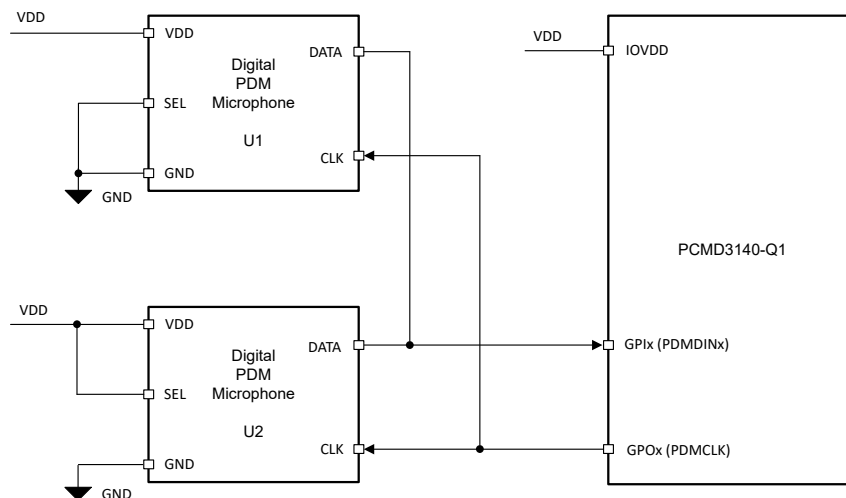 VDD
VDD
SEL
GND
GND
Digital
PDM
Microphone
U1
DATA
CLK
VDD
IOVDD
PCMD3140-Q1
GPIx (PDMDINx)
GPOx (PDMCLK)
VDD
VDD
SEL
GND
GND
Digital
PDM
Microphone
U2
DATA
CLK